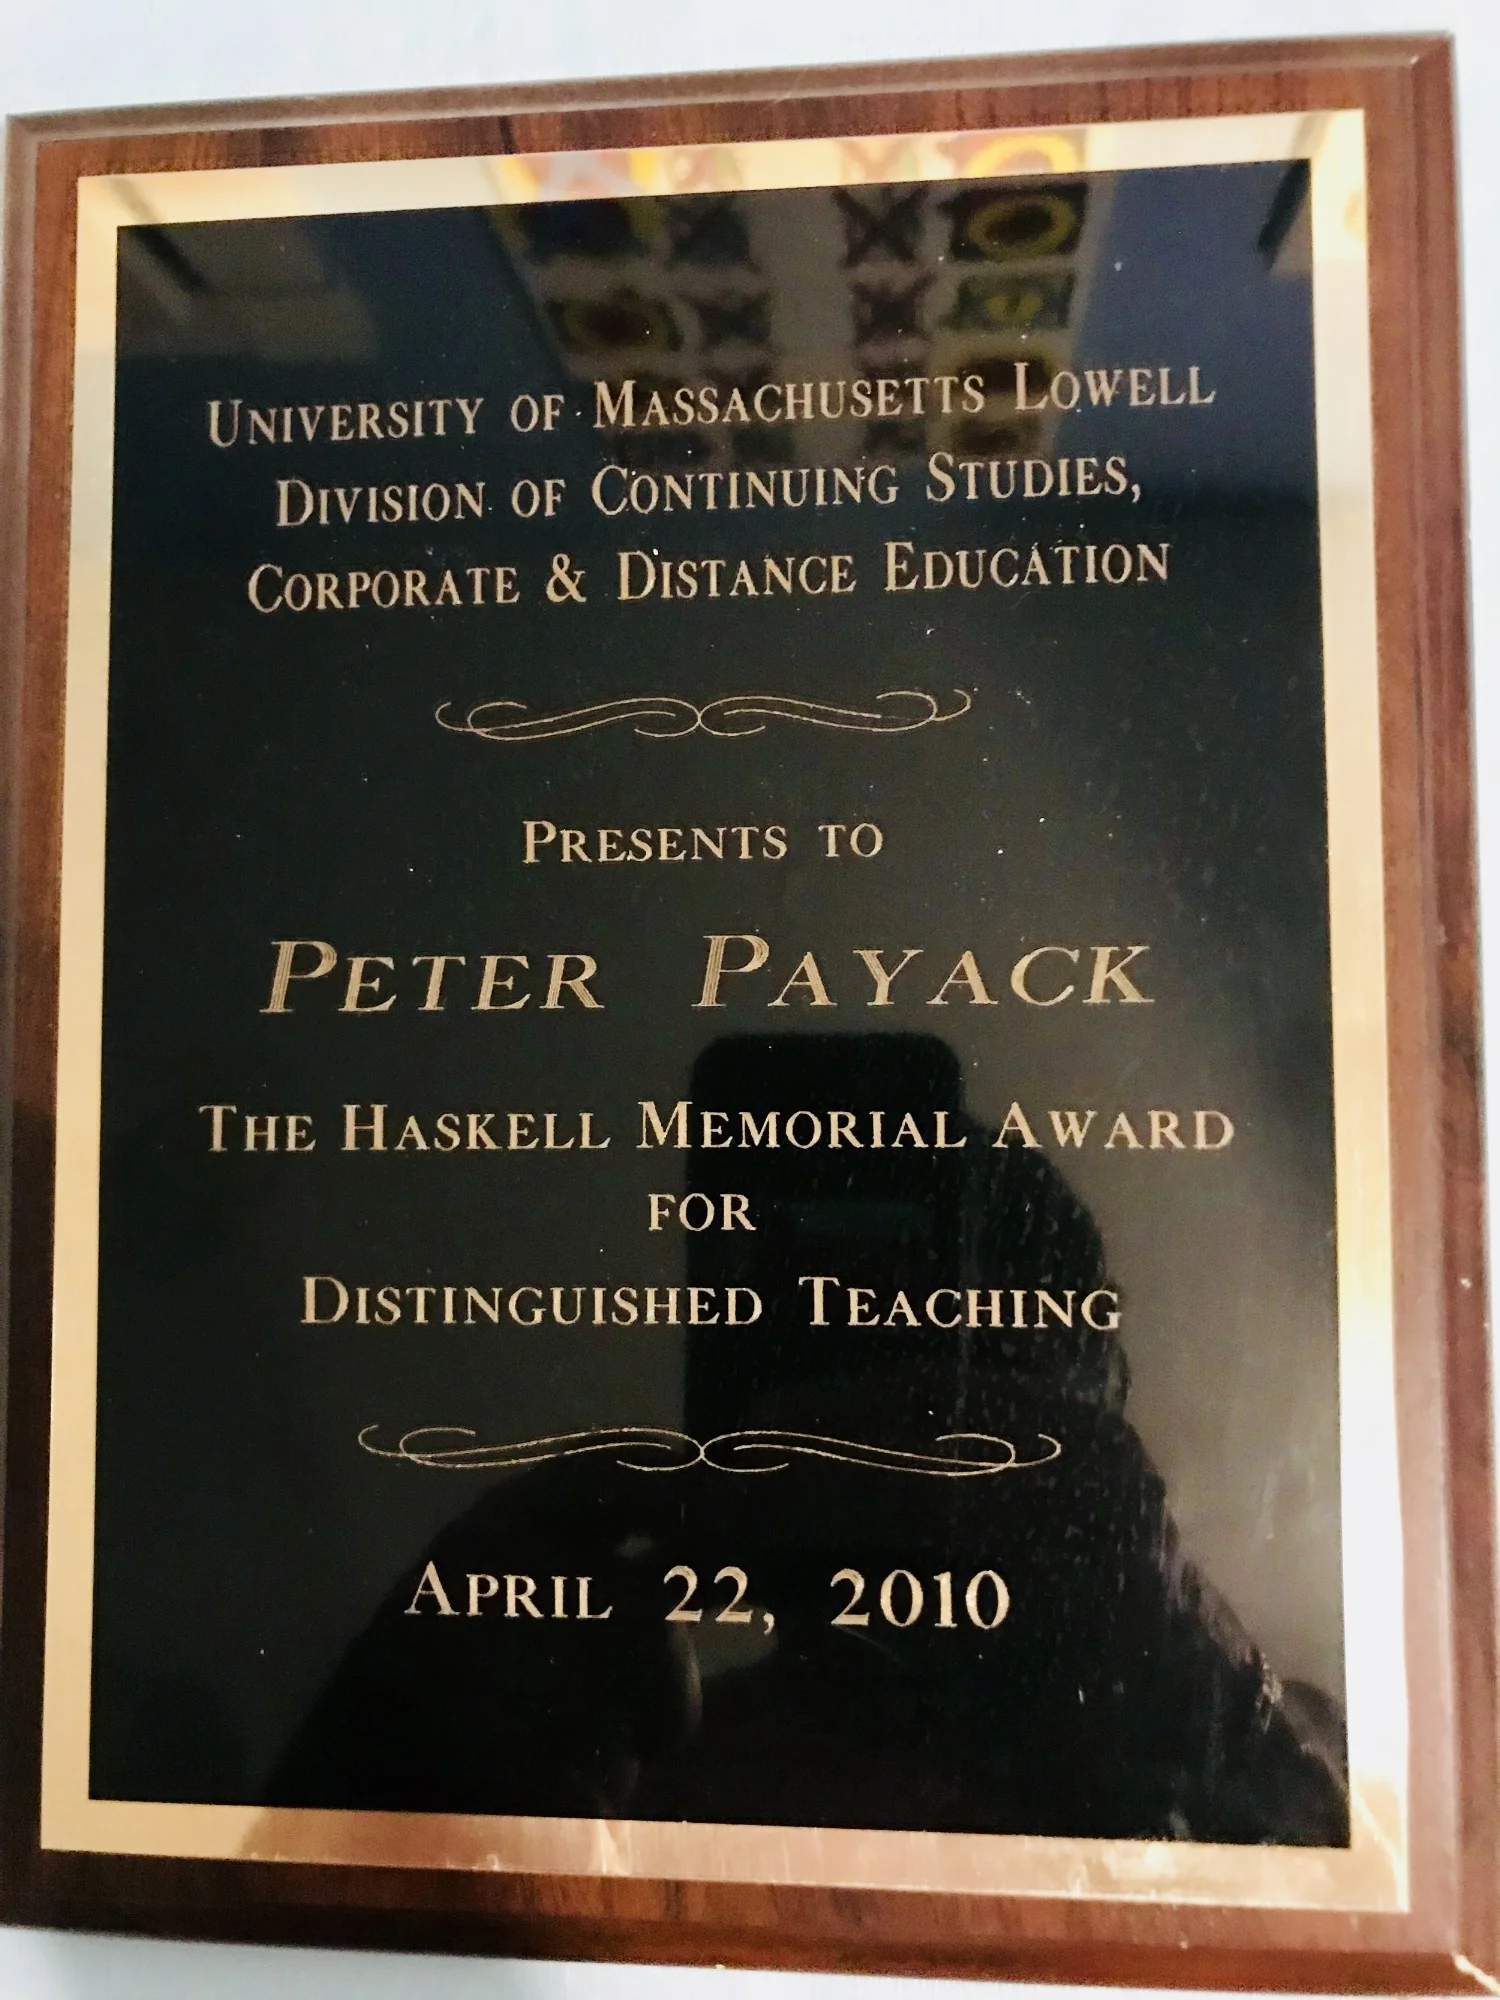 University of Massachusetts Lowell
Division of Continuing Studies,
Corporate & Distance Education
Presents to
Peter Payack
The Haskell Memorial Award
for
Distinguished Teaching
April 22, 2010